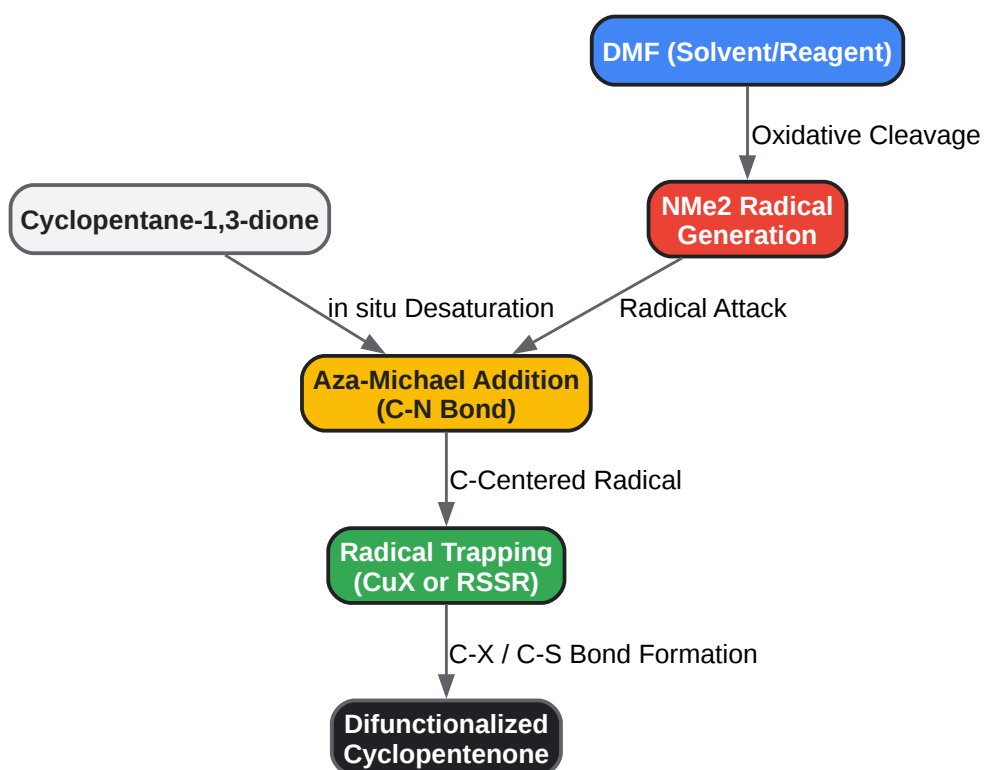 DMF (Solvent/Reagent)
Oxidative Cleavage
Cyclopentane-1,3-dione
NMe2 Radical
Generation
in situ Desaturation
Radical Attack
Aza-Michael Addition
(C-N Bond)
C-Centered Radical
Radical Trapping
(CuX or RSSR)
C-X / C-S Bond Formation
Difunctionalized
Cyclopentenone